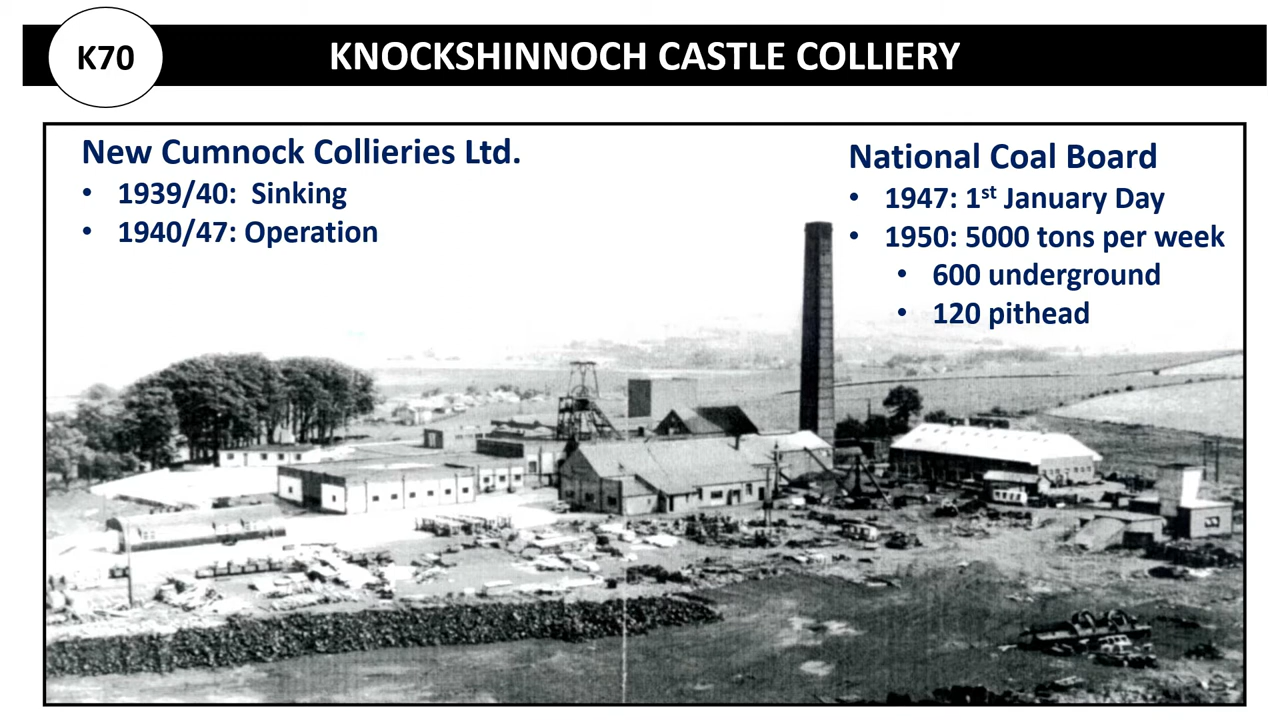 K70
KNOCKSHINNOCH CASTLE COLLIERY
New Cumnock Collieries Ltd.
• 1939/40: Sinking
• 1940/47: Operation
National Coal Board
• 1947: 1st January Day
• 1950: 5000 tons per week
• 600 underground
• 120 pithead